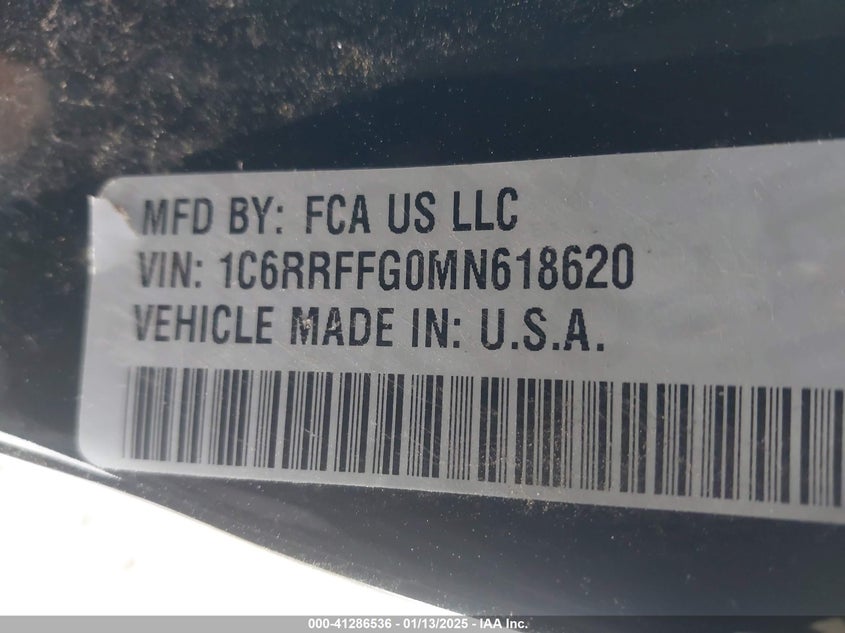 MFD BY: FCA US LLC
VIN: 1C6RRFFG0MN618620
VEHICLE MADE IN: U.S.A.
000-41286536 - 01/13/2025 - IAA Inc.